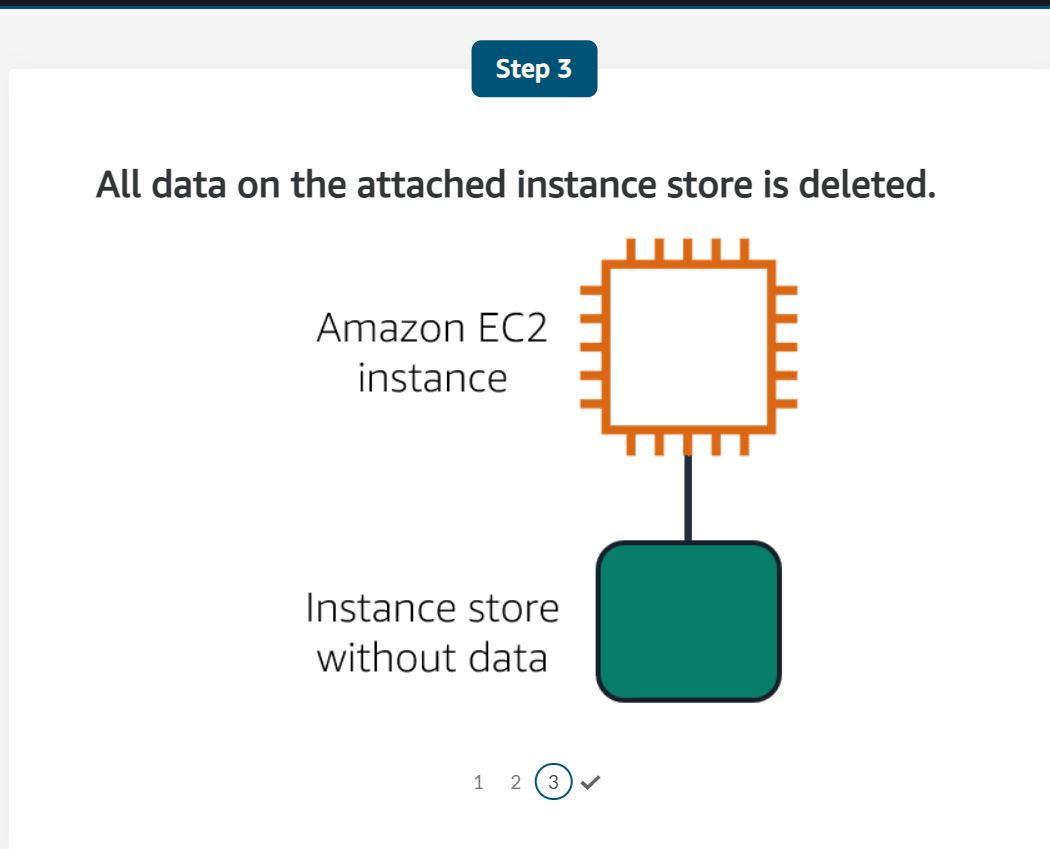 Step 3
All data on the attached instance store is deleted.
Amazon EC2
instance
Instance store
without data
1 2 3